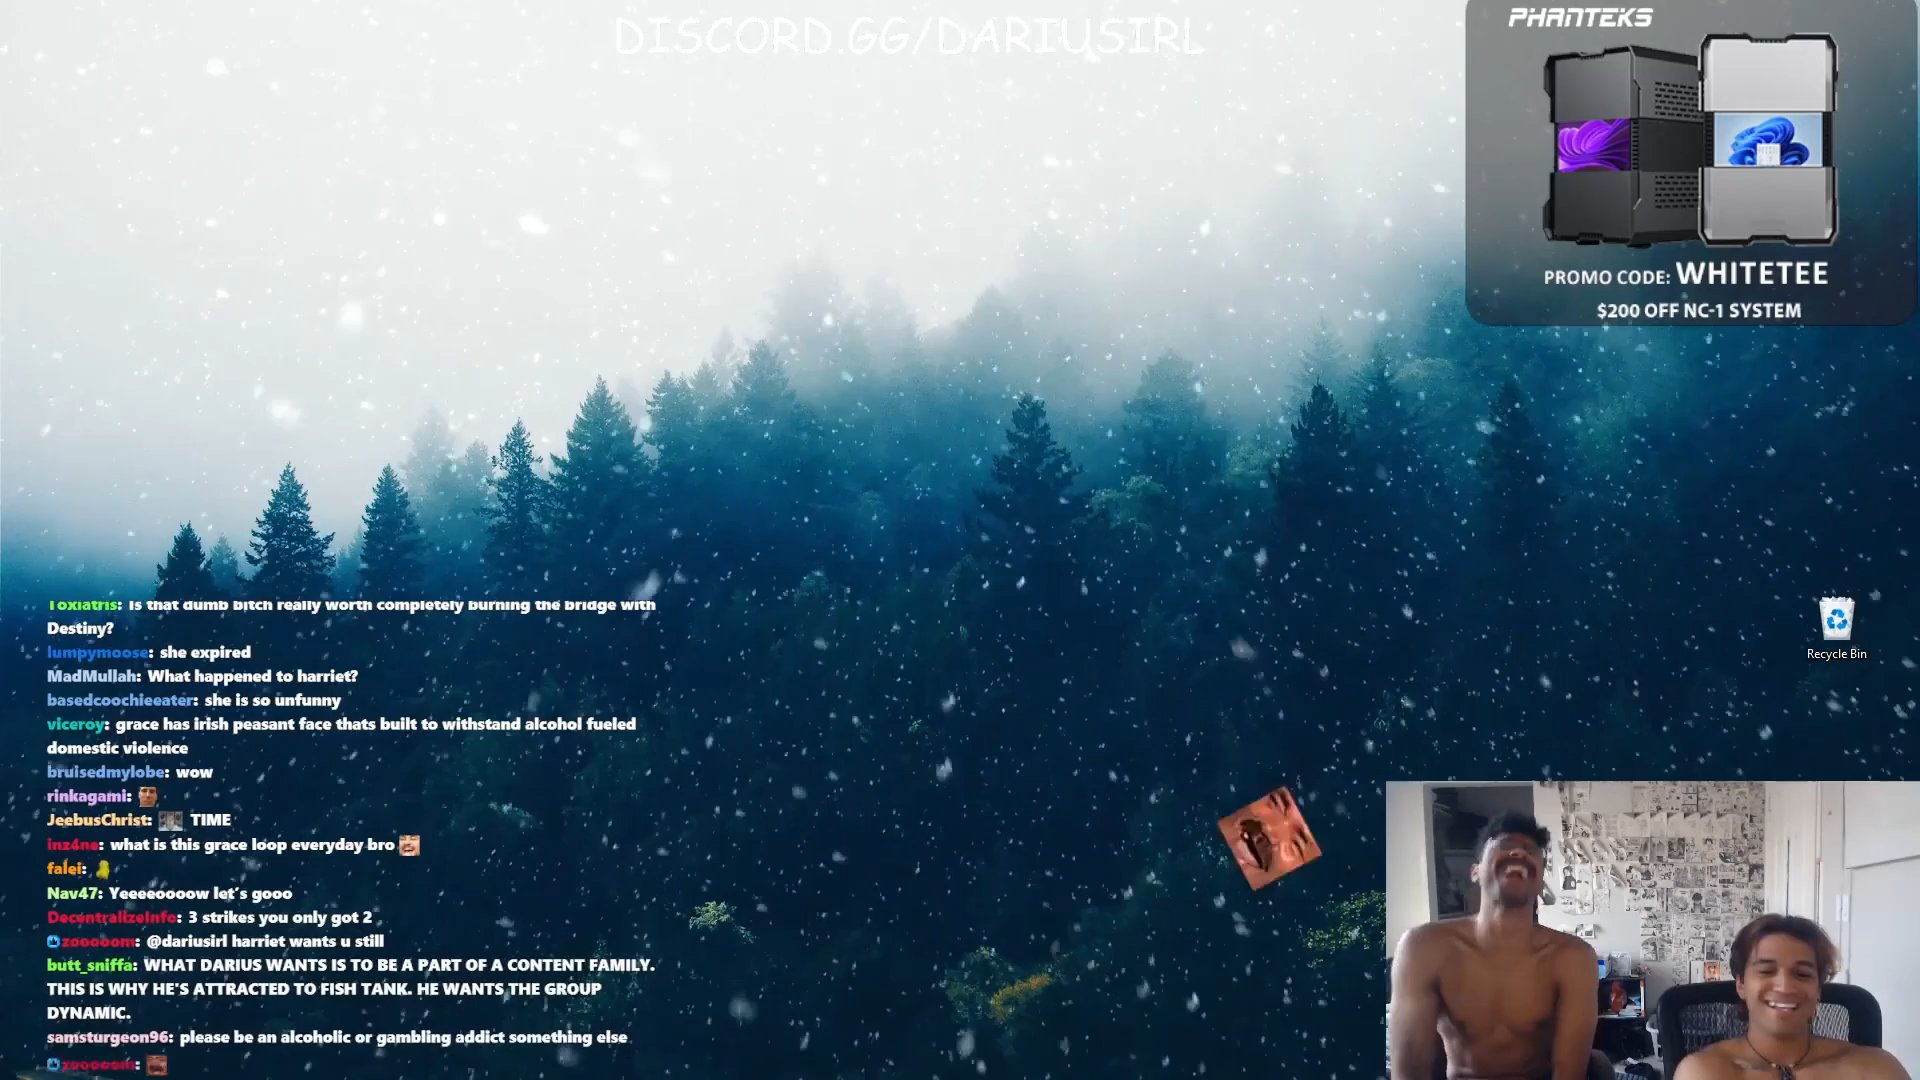 DISCORD.GG/DARIUSIRL
PHANTEKS
PROMO CODE: WHITETEE
$200 OFF NC-1 SYSTEM
Recycle Bin
Toxiatris: Is that dumb bitch really worth completely burning the bridge with
Destiny?
lumpymoose: she expired
MadMullah: What happened to harriet?
basedcoochieeater: she is so unfunny
viceroy: grace has irish peasant face thats built to withstand alcohol fueled
domestic violence
bruisedmylobe: wow
rinkagami:
JeebusChrist: TIME
inz4ne: what is this grace loop everyday bro
falei:
Nav47: Yeeeeoooow let's gooo
DecentralizeInfo: 3 strikes you only got 2
zooooom: @dariusirl harriet wants u still
butt_sniffa: WHAT DARIUS WANTS IS TO BE A PART OF A CONTENT FAMILY.
THIS IS WHY HE'S ATTRACTED TO FISH TANK. HE WANTS THE GROUP
DYNAMIC.
samsturgeon96: please be an alcoholic or gambling addict something else
zooooom: